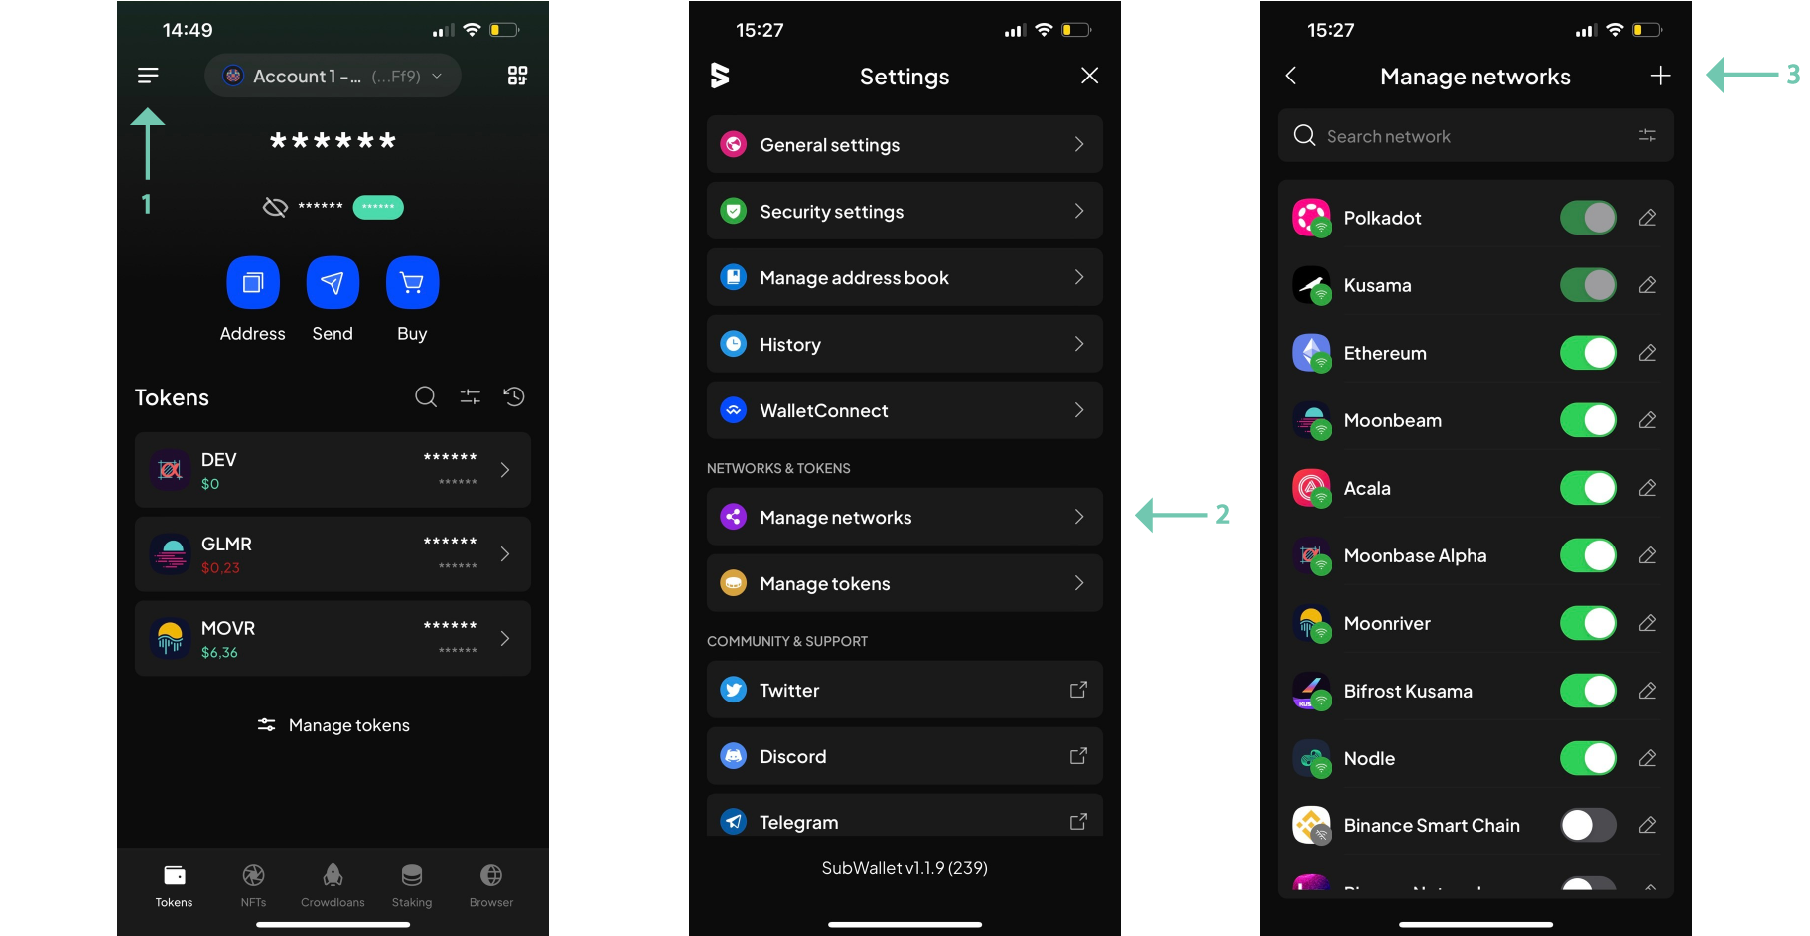 14:49
Account 1 – ... (...Ff9)
******
****** ******
1
Address Send Buy
Tokens
DEV ******
$0 ******
GLMR ******
$0,23 ******
MOVR ******
$6,36 ******
Manage tokens
Tokens NFTs Crowdloans Staking Browser
15:27
Settings
General settings
Security settings
Manage address book
History
WalletConnect
NETWORKS & TOKENS
Manage networks
2
Manage tokens
COMMUNITY & SUPPORT
Twitter
Discord
Telegram
SubWallet v1.1.9 (239)
15:27
Manage networks
3
Search network
Polkadot
Kusama
Ethereum
Moonbeam
Acala
Moonbase Alpha
Moonriver
Bifrost Kusama
Nodle
Binance Smart Chain